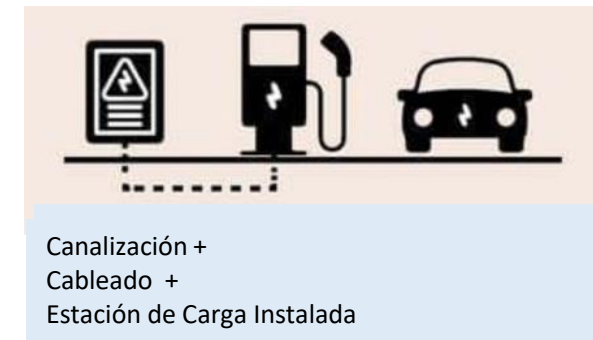 Canalización +
Cableado +
Estación de Carga Instalada